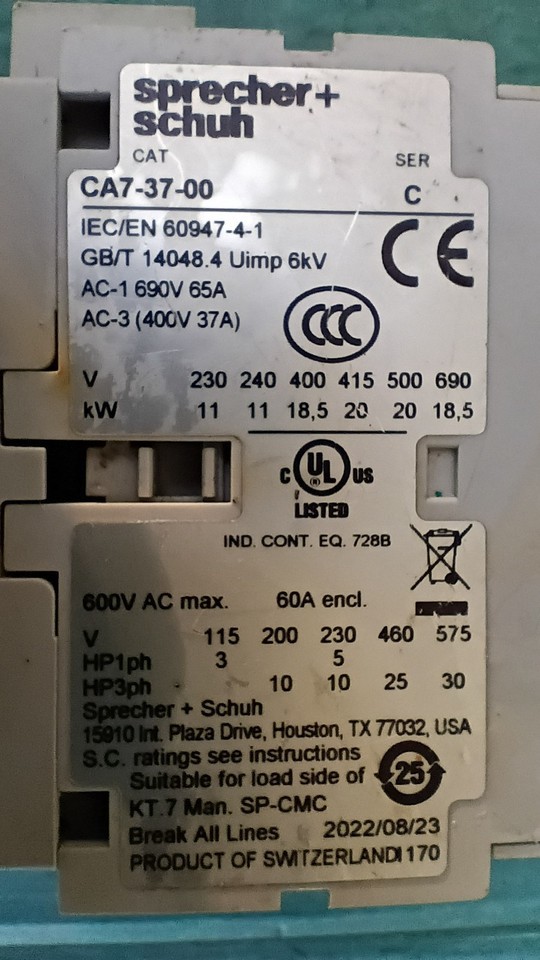 sprecher+
schuh
CAT SER
CA7-37-00 C
IEC/EN 60947-4-1
GB/T 14048.4 Uimp 6kV
CE
AC-1 690V 65A
AC-3 (400V 37A)
CCC
V 230 240 400 415 500 690
kW 11 11 18,5 20 20 18,5
C UL ® US
LISTED
IND. CONT. EQ. 728B
600V AC max. 60A encl.
V 115 200 230 460 575
HP1ph 3 5
HP3ph 10 10 25 30
Sprecher + Schuh
15910 Int. Plaza Drive, Houston, TX 77032, USA
S.C. ratings see instructions
Suitable for load side of 25
KT.7 Man. SP-CMC
Break All Lines 2022/08/23
PRODUCT OF SWITZERLAND 170